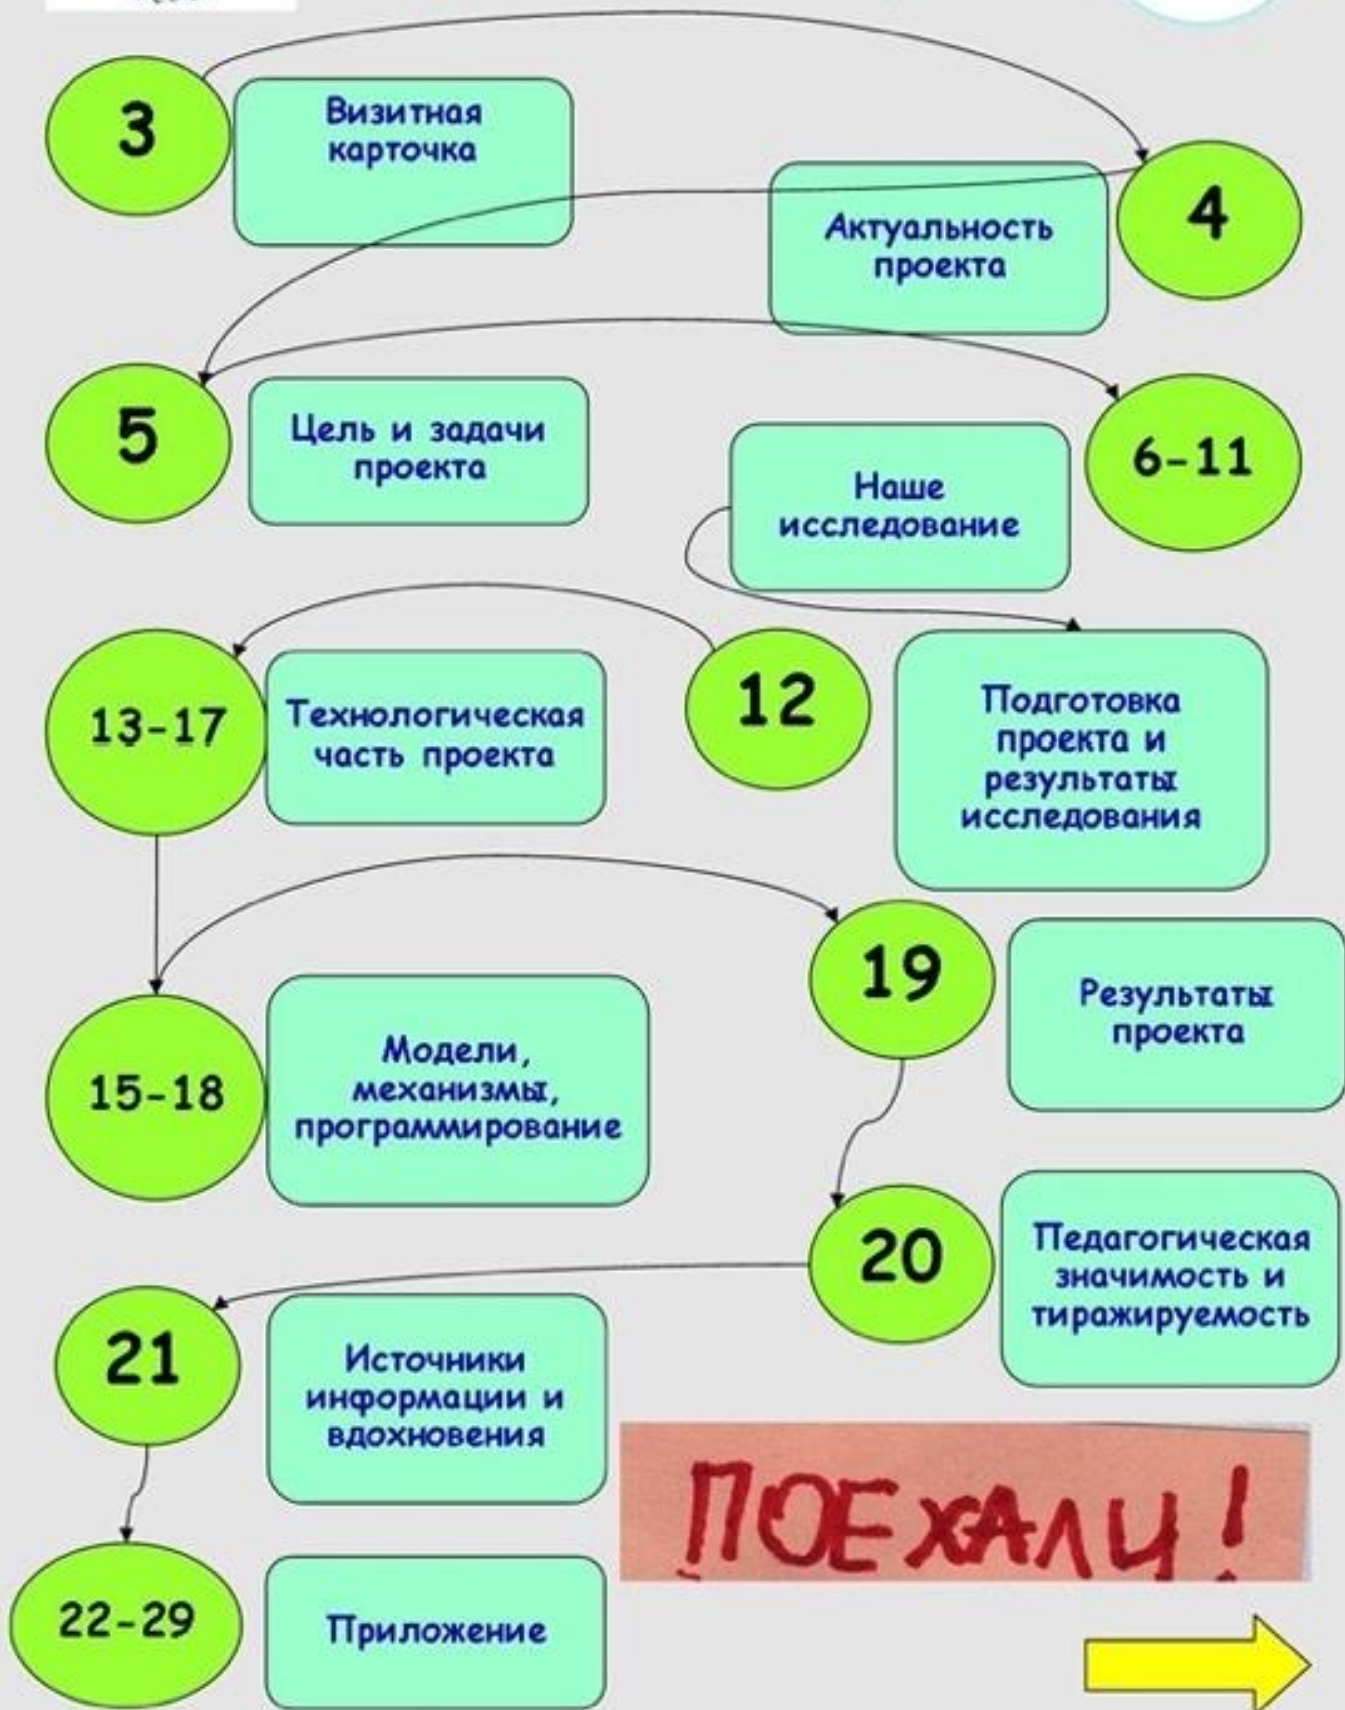 3
Визитная
карточка
4
Актуальность
проекта
5
Цель и задачи
проекта
6-11
Наше
исследование
13-17
Технологическая
часть проекта
12
Подготовка
проекта и
результаты
исследования
15-18
Модели,
механизмы,
программирование
19
Результаты
проекта
20
Педагогическая
значимость и
тиражируемость
21
Источники
информации и
вдохновения
ПОЕХАЛИ!
22-29
Приложение